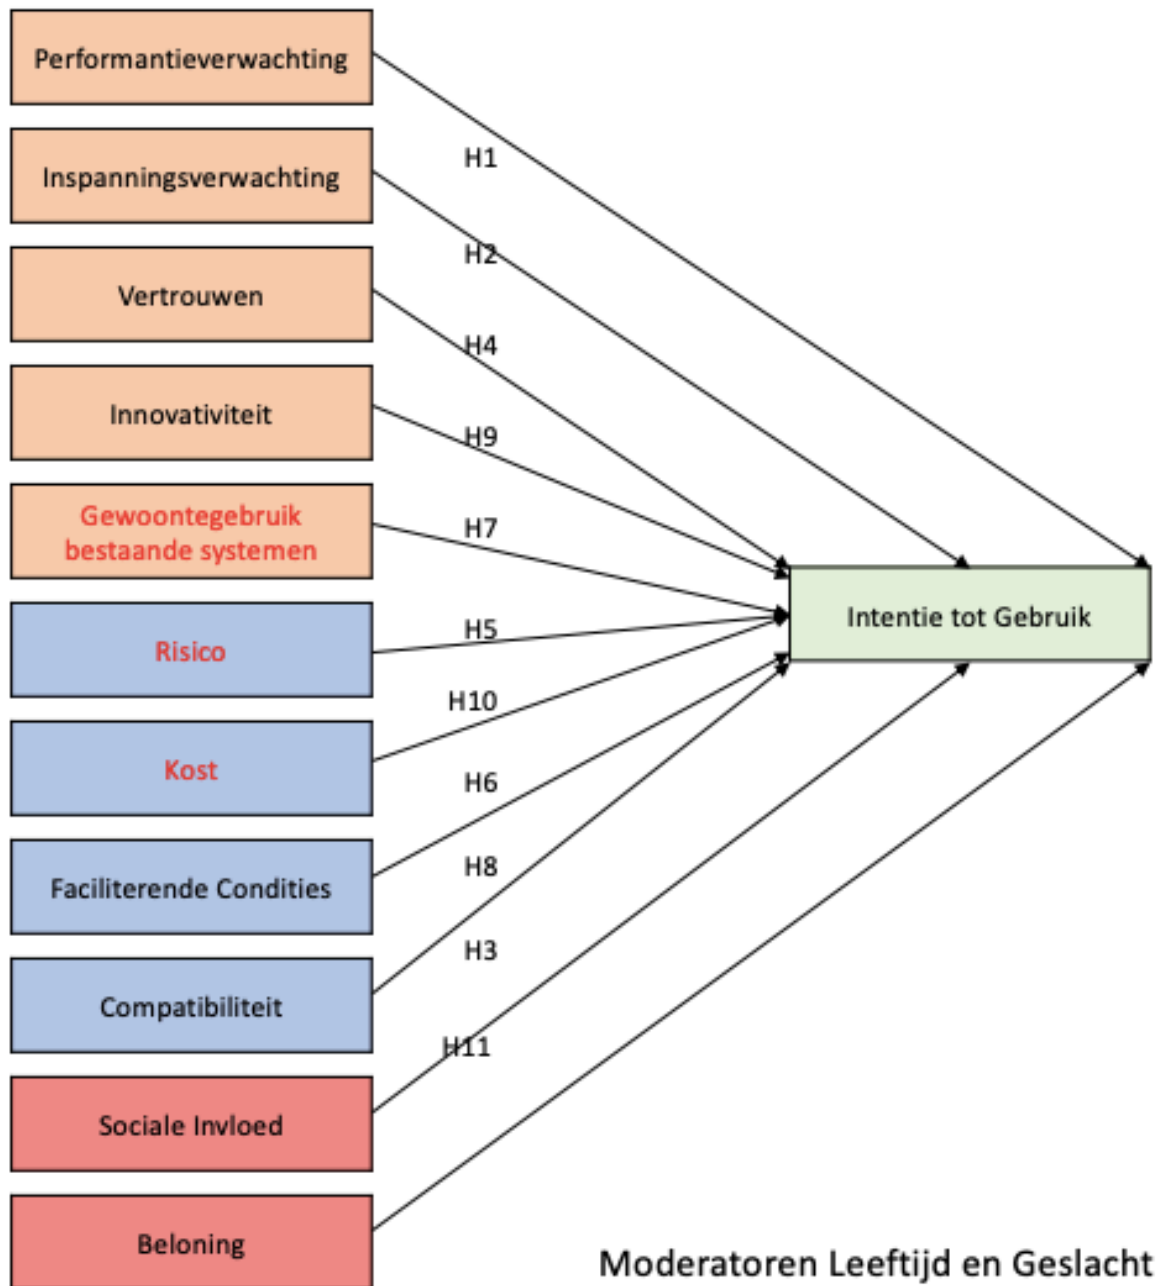 Performantieverwachting
H1
Inspanningsverwachting
H2
Vertrouwen
H4
Innovativiteit
H9
Gewoontegebruik
bestaande systemen
H7
Intentie tot Gebruik
Risico
H5
H10
Kost
H6
Faciliterende Condities
H8
H3
Compatibiliteit
H11
Sociale Invloed
Beloning
Moderatoren Leeftijd en Geslacht